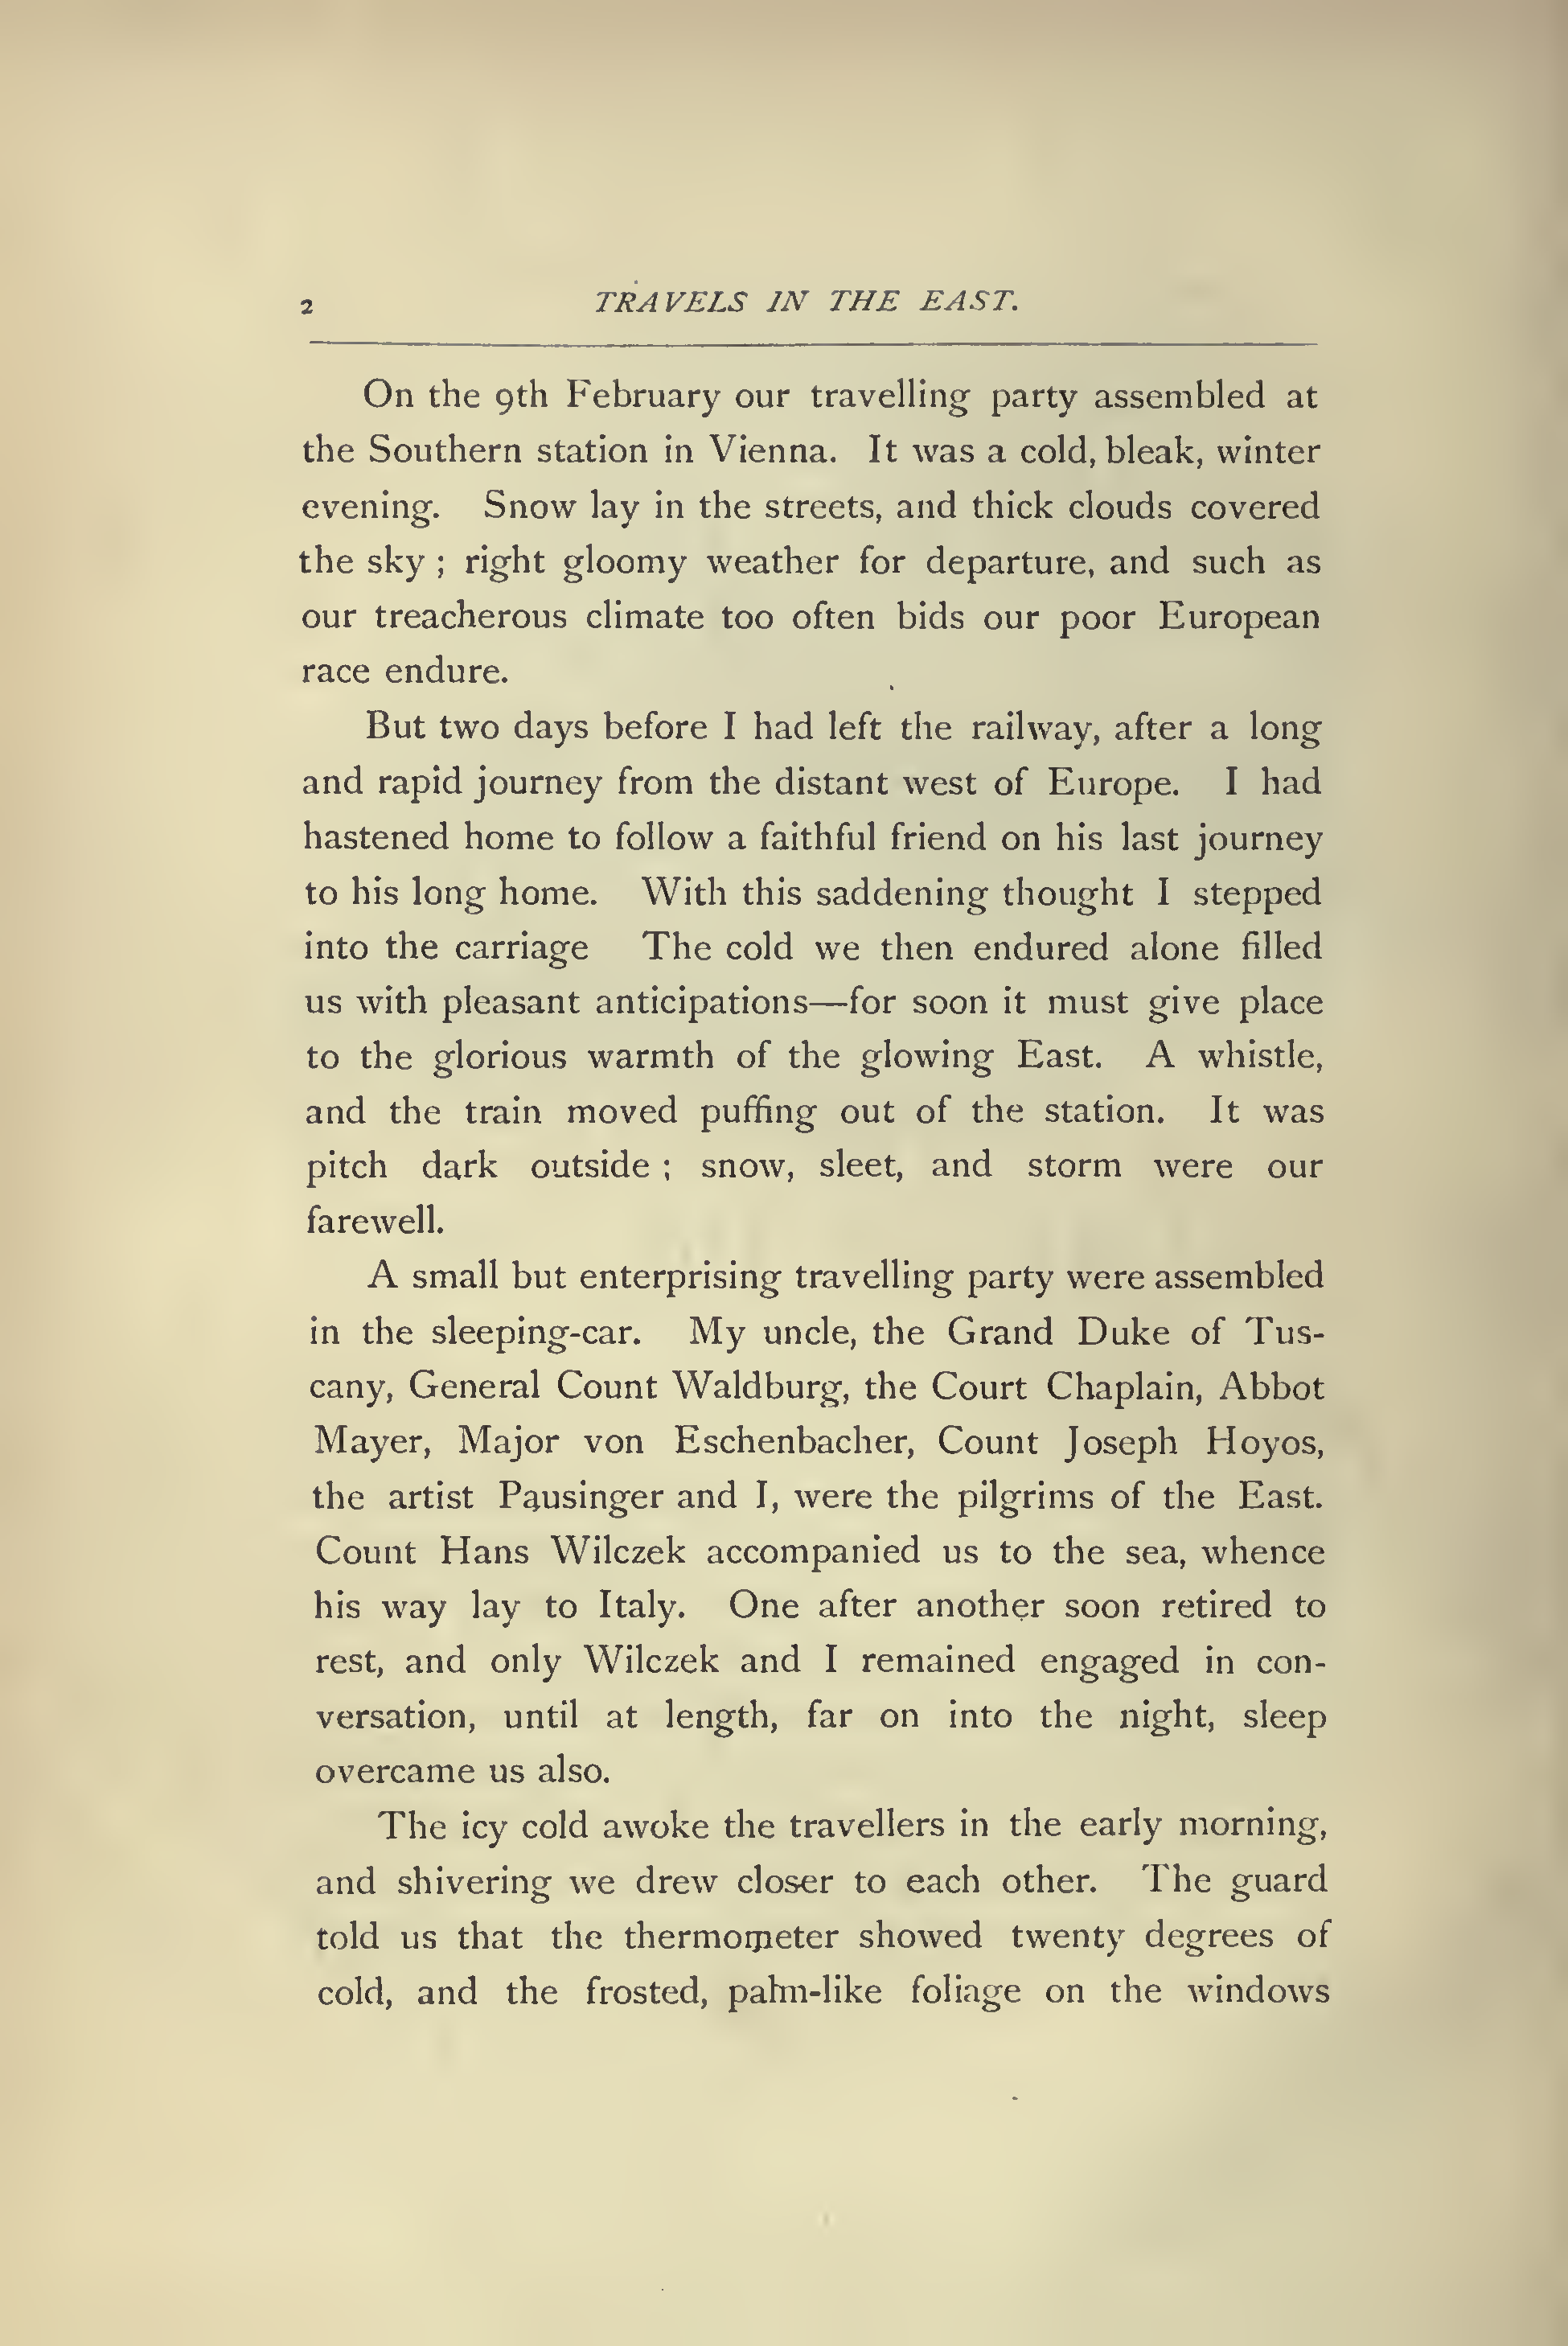 2 TRAVELS IN THE EAST.
On the 9th February our travelling party assembled at
the Southern station in Vienna. It was a cold, bleak, winter
evening. Snow lay in the streets, and thick clouds covered
the sky ; right gloomy weather for departure, and such as
our treacherous climate too often bids our poor European
race endure.
But two days before I had left the railway, after a long
and rapid journey from the distant west of Europe. I had
hastened home to follow a faithful friend on his last journey
to his long home. With this saddening thought I stepped
into the carriage The cold we then endured alone filled
us with pleasant anticipations—for soon it must give place
to the glorious warmth of the glowing East. A whistle,
and the train moved puffing out of the station. It was
pitch dark outside ; snow, sleet, and storm were our
farewell.
A small but enterprising travelling party were assembled
in the sleeping-car. My uncle, the Grand Duke of Tus-
cany, General Count Waldburg, the Court Chaplain, Abbot
Mayer, Major von Eschenbacher, Count Joseph Hoyos,
the artist Pausinger and I, were the pilgrims of the East.
Count Hans Wilczek accompanied us to the sea, whence
his way lay to Italy. One after another soon retired to
rest, and only Wilczek and I remained engaged in con-
versation, until at length, far on into the night, sleep
overcame us also.
The icy cold awoke the travellers in the early morning,
and shivering we drew closer to each other. The guard
told us that the thermometer showed twenty degrees of
cold, and the frosted, palm-like foliage on the windows